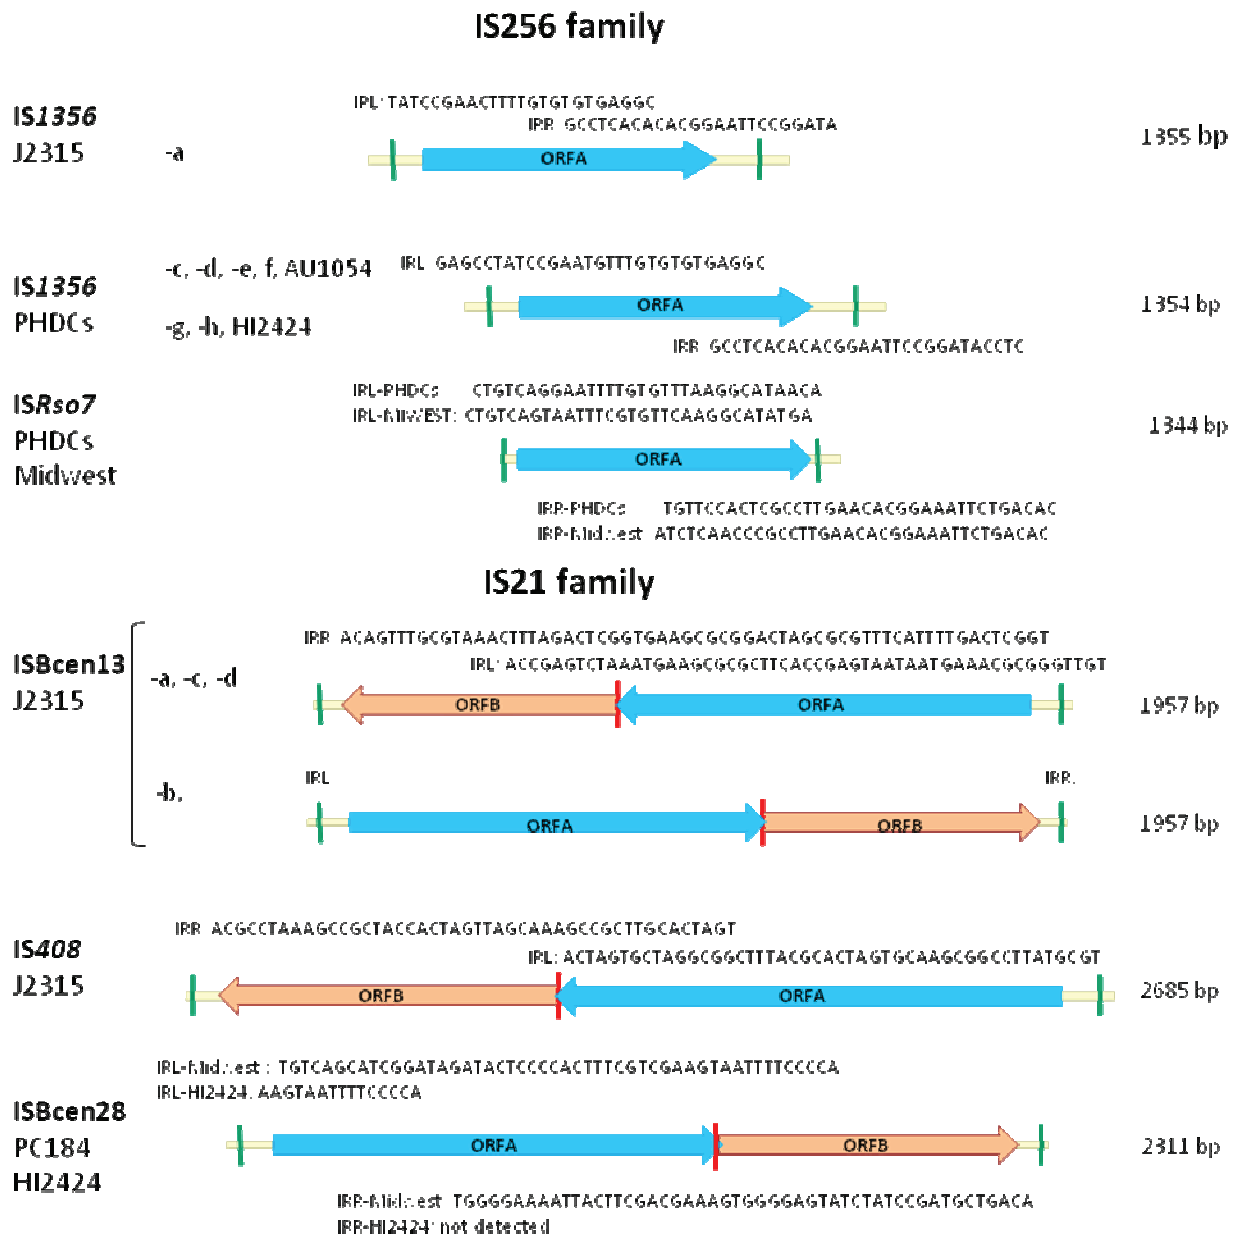 IS256 family
IS1356
J2315
-a
IRL: TATCCGAACTTTTGTGTGTGAGGC
IRR GCCTCACACACGGAATTCCGGATA
ORFA
1355 bp
IS1356
PHDCs
-c, -d, -e, f, AU1054
-g, -h, HI2424
IRL GAGCCTATCCGAATGTTTGTGTGTGAGGC
ORFA
1354 bp
IRR GCCTCACACACGGAATTCCGGATACCTC
ISRso7
PHDCs
Midwest
IRL-PHDCs CTGTCAGGAATTTTGTGTTTAAGGCATAACA
IRL-MidWEST: CTGTCAGTAATTTCGTGTTCAAGGCATATGA
ORFA
1344 bp
IRR-PHDCs TGTTCCACTCGCCTTGAACACGGAAATTCTGACAC
IRR-Midwest ATCTCAACCCGCCTTGAACACGGAAATTCTGACAC
IS21 family
ISBcen13
J2315
-a, -c, -d
IRR ACAGTTTGCGTAAACTTTAGACTCGGTGAAGCGCGGACTAGCGCGTTTCATTTTGACTCGGT
IRL: ACCGAGTCTAAATGAAGCGCGCTTCACCGAGTAATAATGAAACGCGGGTTGT
ORFB
ORFA
1957 bp
-b,
IRL
IRR.
ORFA
ORFB
1957 bp
IS408
J2315
IRR ACGCCTAAAGCCGCTACCACTAGTTAGCAAAGCCGCTTGCACTAGT
IRL: ACTAGTGCTAGGCGGCTTTACGCACTAGTGCAAGCGGCCTTATGCGT
ORFB
ORFA
2685 bp
ISBcen28
PC184
HI2424
IRL-Midwest : TGTCAGCATCGGATAGATACTCCCCACTTTCGTCGAAGTAATTTTCCCCA
IRL-HI2424: AAGTAATTTTCCCCA
ORFA
ORFB
2311 bp
IRR-Midwest TGGGGAAAATTACTTCGACGAAAGTGGGGAGTATCTATCCGATGCTGACA
IRR-HI2424: not detected